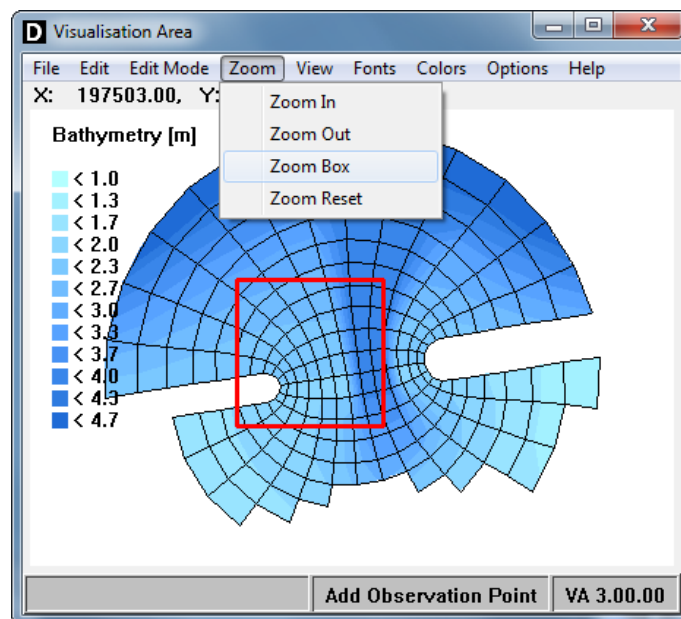 D Visualisation Area
File Edit Edit Mode Zoom View Fonts Colors Options Help
X: 197503.00, Y:
Zoom In
Zoom Out
Zoom Box
Zoom Reset
Bathymetry [m]
< 1.0
< 1.3
< 1.7
< 2.0
< 2.3
< 2.7
< 3.0
< 3.3
< 3.7
< 4.0
< 4.3
< 4.7
Add Observation Point VA 3.00.00